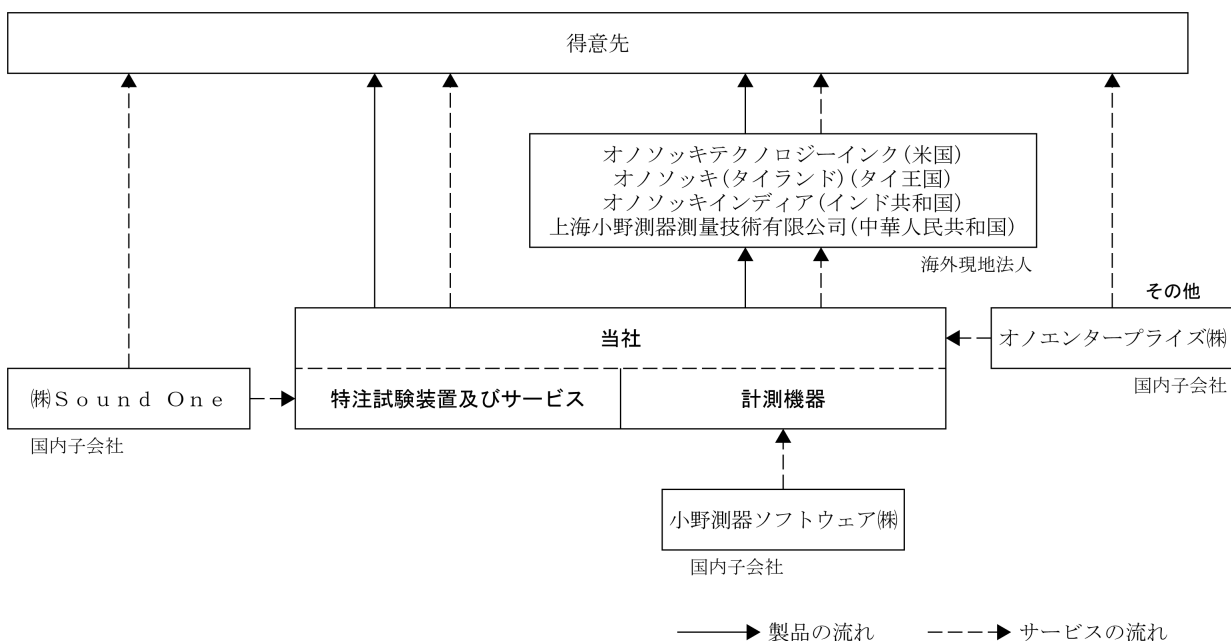 得意先
オノソッキテクノロジーインク(米国)
オノソッキ(タイランド)(タイ王国)
オノソッキインディア(インド共和国)
上海小野測器測量技術有限公司(中華人民共和国)
海外現地法人
その他
当社
オノエンタープライズ㈱
国内子会社
㈱Ｓｏｕｎｄ Ｏｎｅ
特注試験装置及びサービス
計測機器
国内子会社
小野測器ソフトウェア㈱
国内子会社
製品の流れ
サービスの流れ